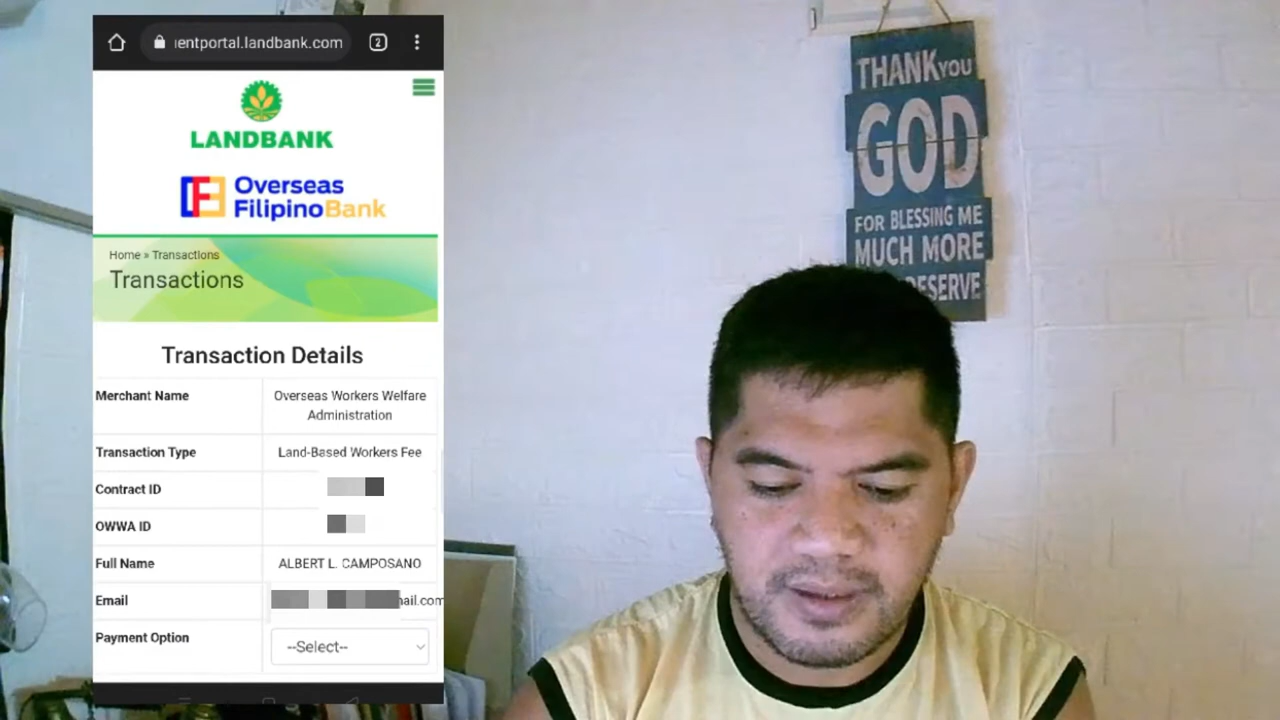 ientportal.landbank.com
2
LANDBANK
Overseas
FilipinoBank
Home » Transactions
Transactions
Transaction Details
Merchant Name
Overseas Workers Welfare
Administration
Transaction Type
Land-Based Workers Fee
Contract ID
OWWA ID
Full Name
ALBERT L. CAMPOSANO
Email
ail.com
Payment Option
--Select--
THANK YOU
GOD
FOR BLESSING ME
MUCH MORE
DESERVE